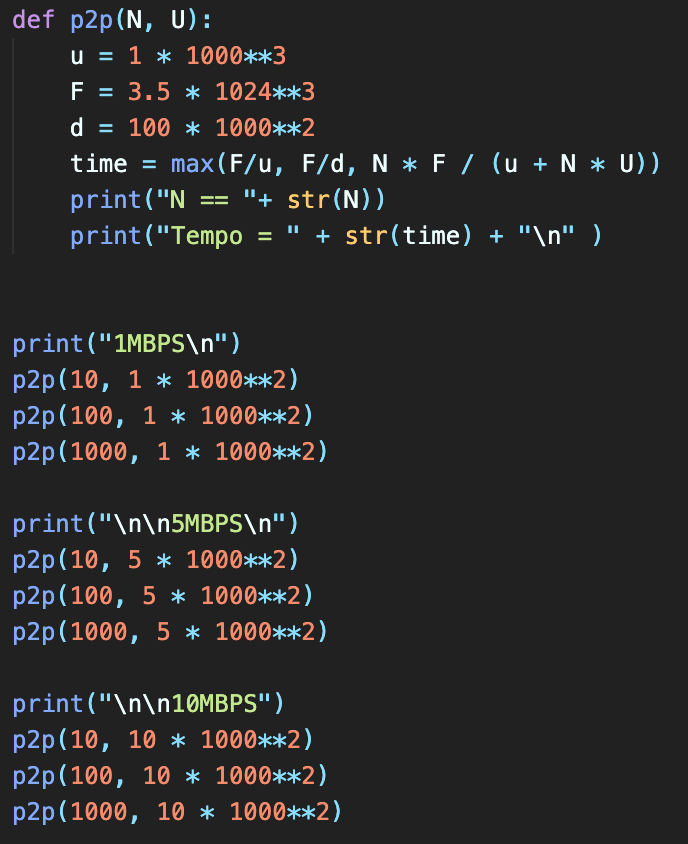 def p2p(N, U):
    u = 1 * 1000**3
    F = 3.5 * 1024**3
    d = 100 * 1000**2
    time = max(F/u, F/d, N * F / (u + N * U))
    print("N == "+ str(N))
    print("Tempo = " + str(time) + "\n" )
print("1MBPS\n")
p2p(10, 1 * 1000**2)
p2p(100, 1 * 1000**2)
p2p(1000, 1 * 1000**2)
print("\n\n5MBPS\n")
p2p(10, 5 * 1000**2)
p2p(100, 5 * 1000**2)
p2p(1000, 5 * 1000**2)
print("\n\n10MBPS")
p2p(10, 10 * 1000**2)
p2p(100, 10 * 1000**2)
p2p(1000, 10 * 1000**2)